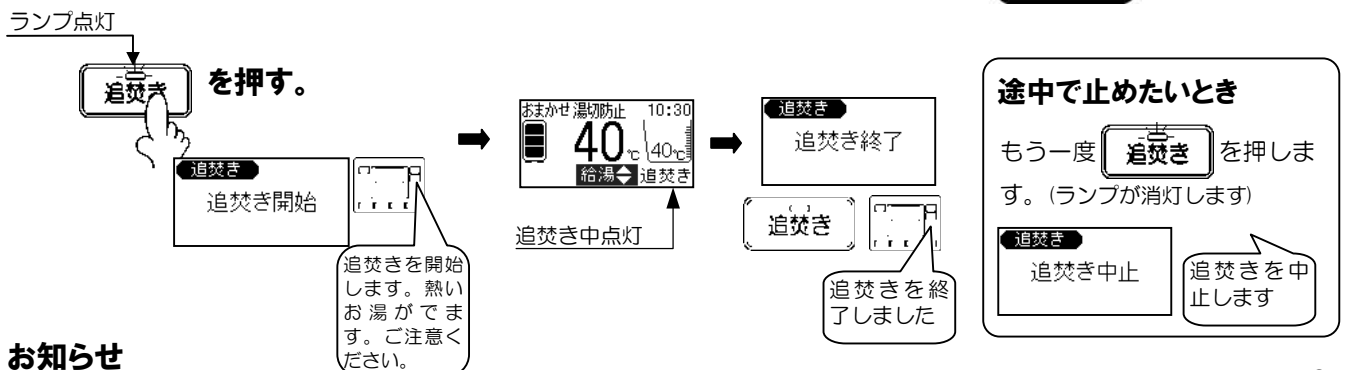 ランプ点灯
追焚き を押す。
追焚き
追焚き開始
追焚きを開始
します。熱い
お湯がでま
す。ご注意く
ださい。
おまかせ 湯切防止 10:30
40℃ 40℃
給湯 追焚き
追焚き中点灯
追焚き
追焚き終了
追焚き
追焚きを終
了しました
途中で止めたいとき
もう一度 追焚き を押しま
す。(ランプが消灯します)
追焚き
追焚き中止
追焚きを中
止します
お知らせ